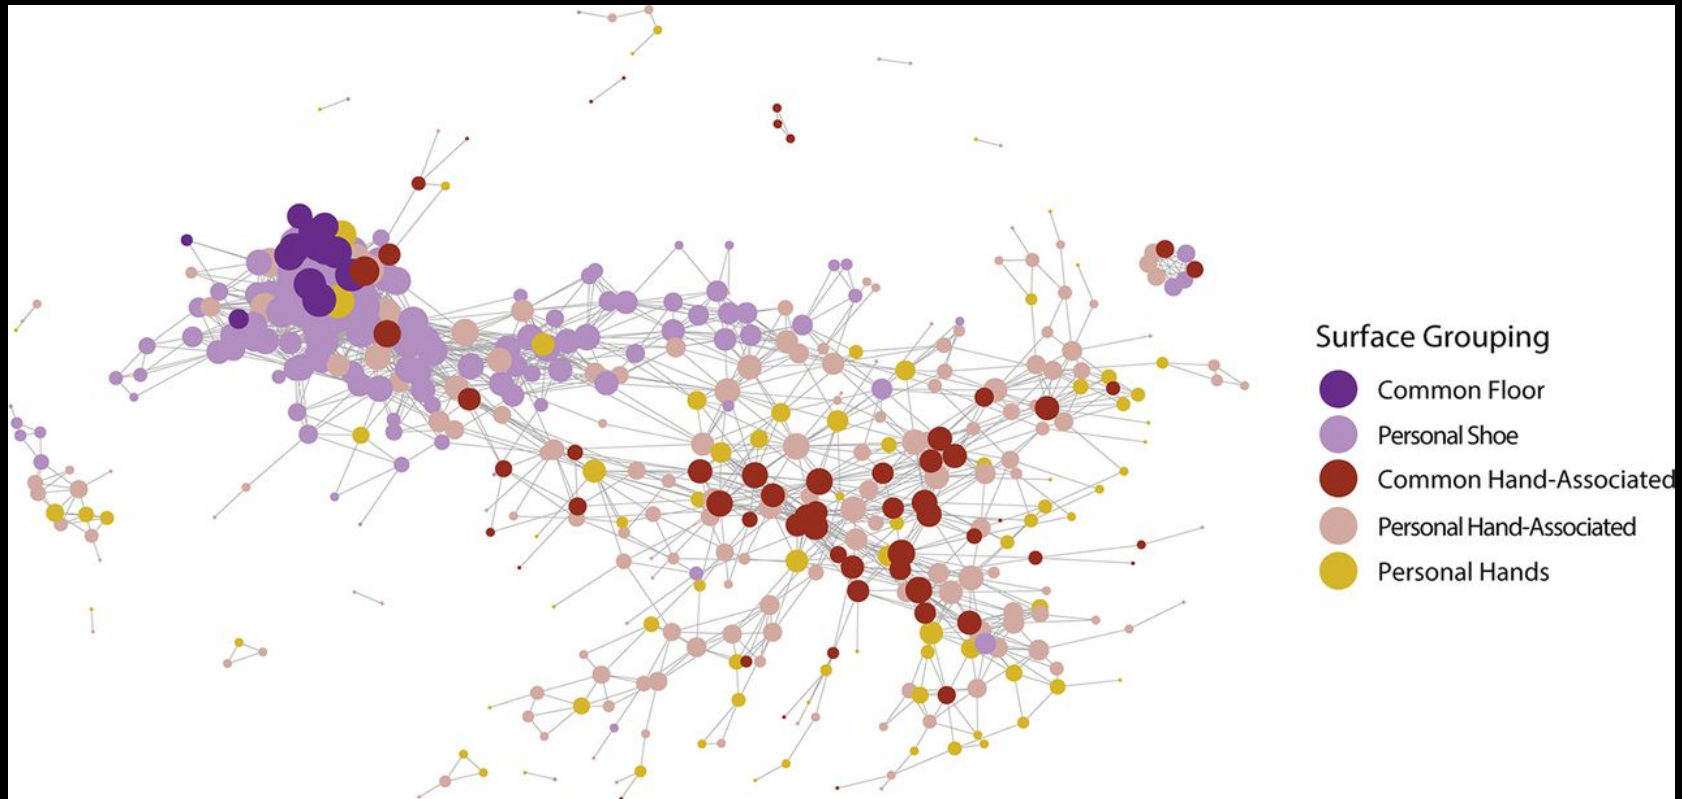 Surface Grouping
Common Floor
Personal Shoe
Common Hand-Associated
Personal Hand-Associated
Personal Hands